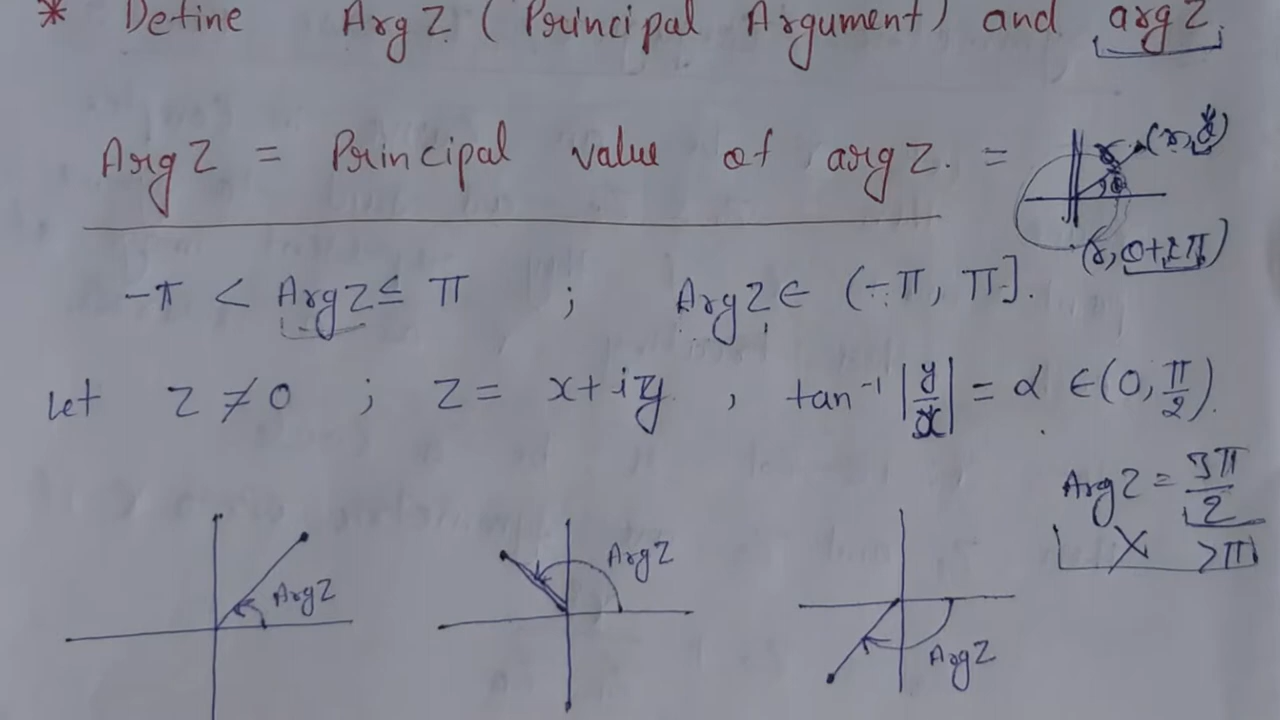 * Define Arg Z (Principal Argument) and arg Z.
Arg Z = Principal value of arg Z. =
(r, θ+2π)
-π < Arg Z ≤ π ; Arg Z ∈ (-π, π].
Let Z ≠ 0 ; Z = x+iy , tan⁻¹ |y/x| = α ∈ (0, π/2).
Arg Z = 3π/2
X >π
Arg Z
Arg Z
Arg Z